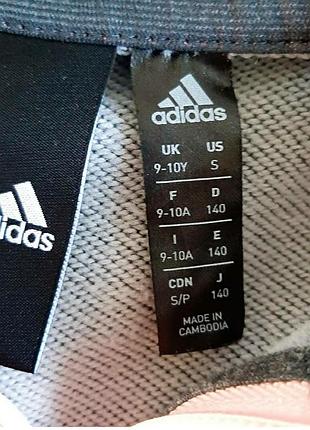 adidas
adidas
UK US
9-10Y S
F D
9-10A 140
I E
9-10A 140
CDN J
S/P 140
MADE IN
CAMBODIA